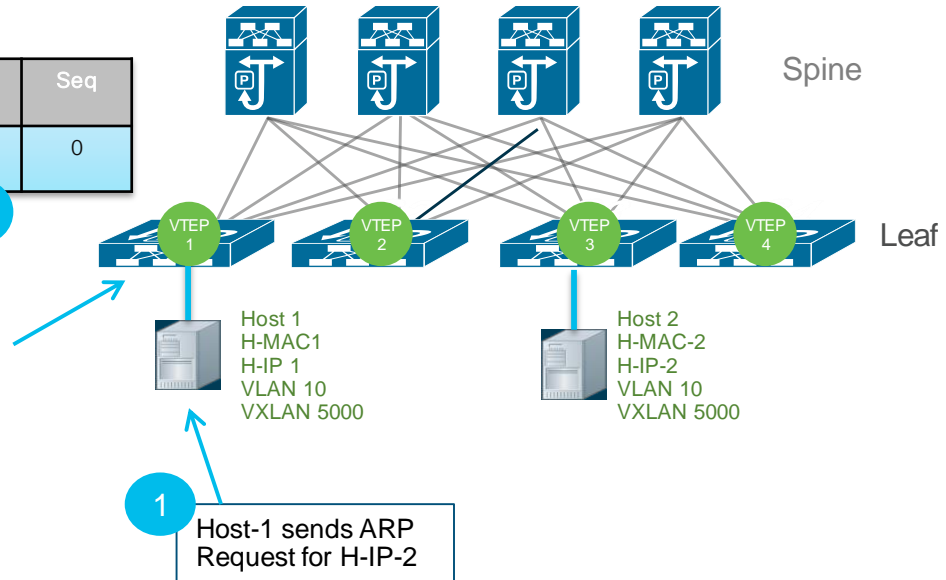 P
P
P
P
Spine
Seq
0
VTEP
1
VTEP
2
VTEP
3
VTEP
4
Leaf
Host 1
H-MAC1
H-IP 1
VLAN 10
VXLAN 5000
Host 2
H-MAC-2
H-IP-2
VLAN 10
VXLAN 5000
1
Host-1 sends ARP
Request for H-IP-2